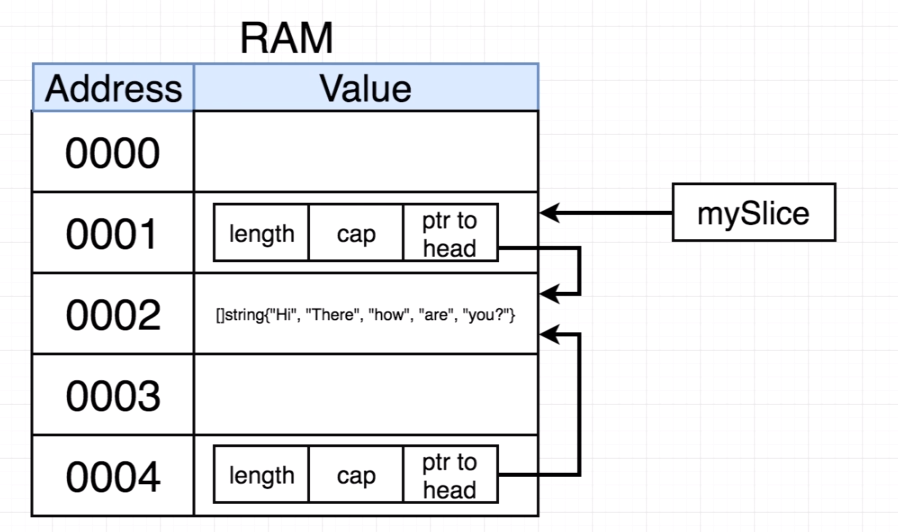 RAM
Address Value
0000
0001 length cap ptr to head
mySlice
0002 []string{"Hi", "There", "how", "are", "you?"}
0003
0004 length cap ptr to head